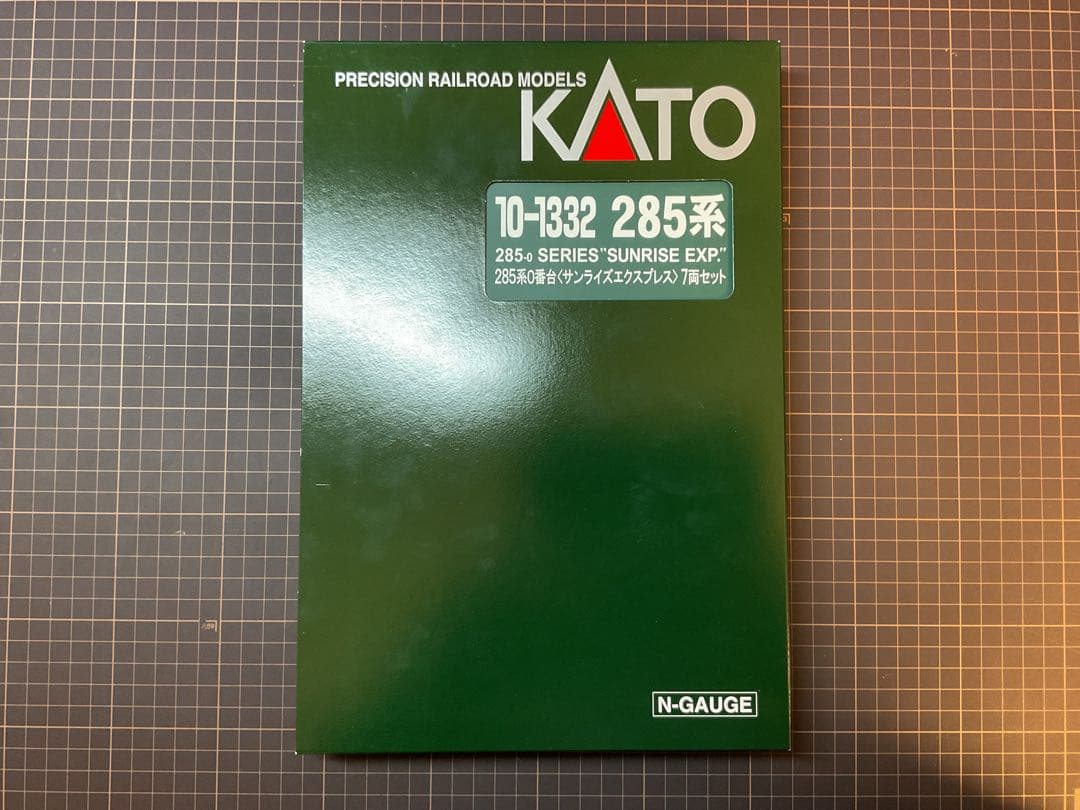 PRECISION RAILROAD MODELS
KATO
10-1332 285系
285-0 SERIES"SUNRISE EXP."
285系0番台〈サンライズエクスプレス〉7両セット
N-GAUGE